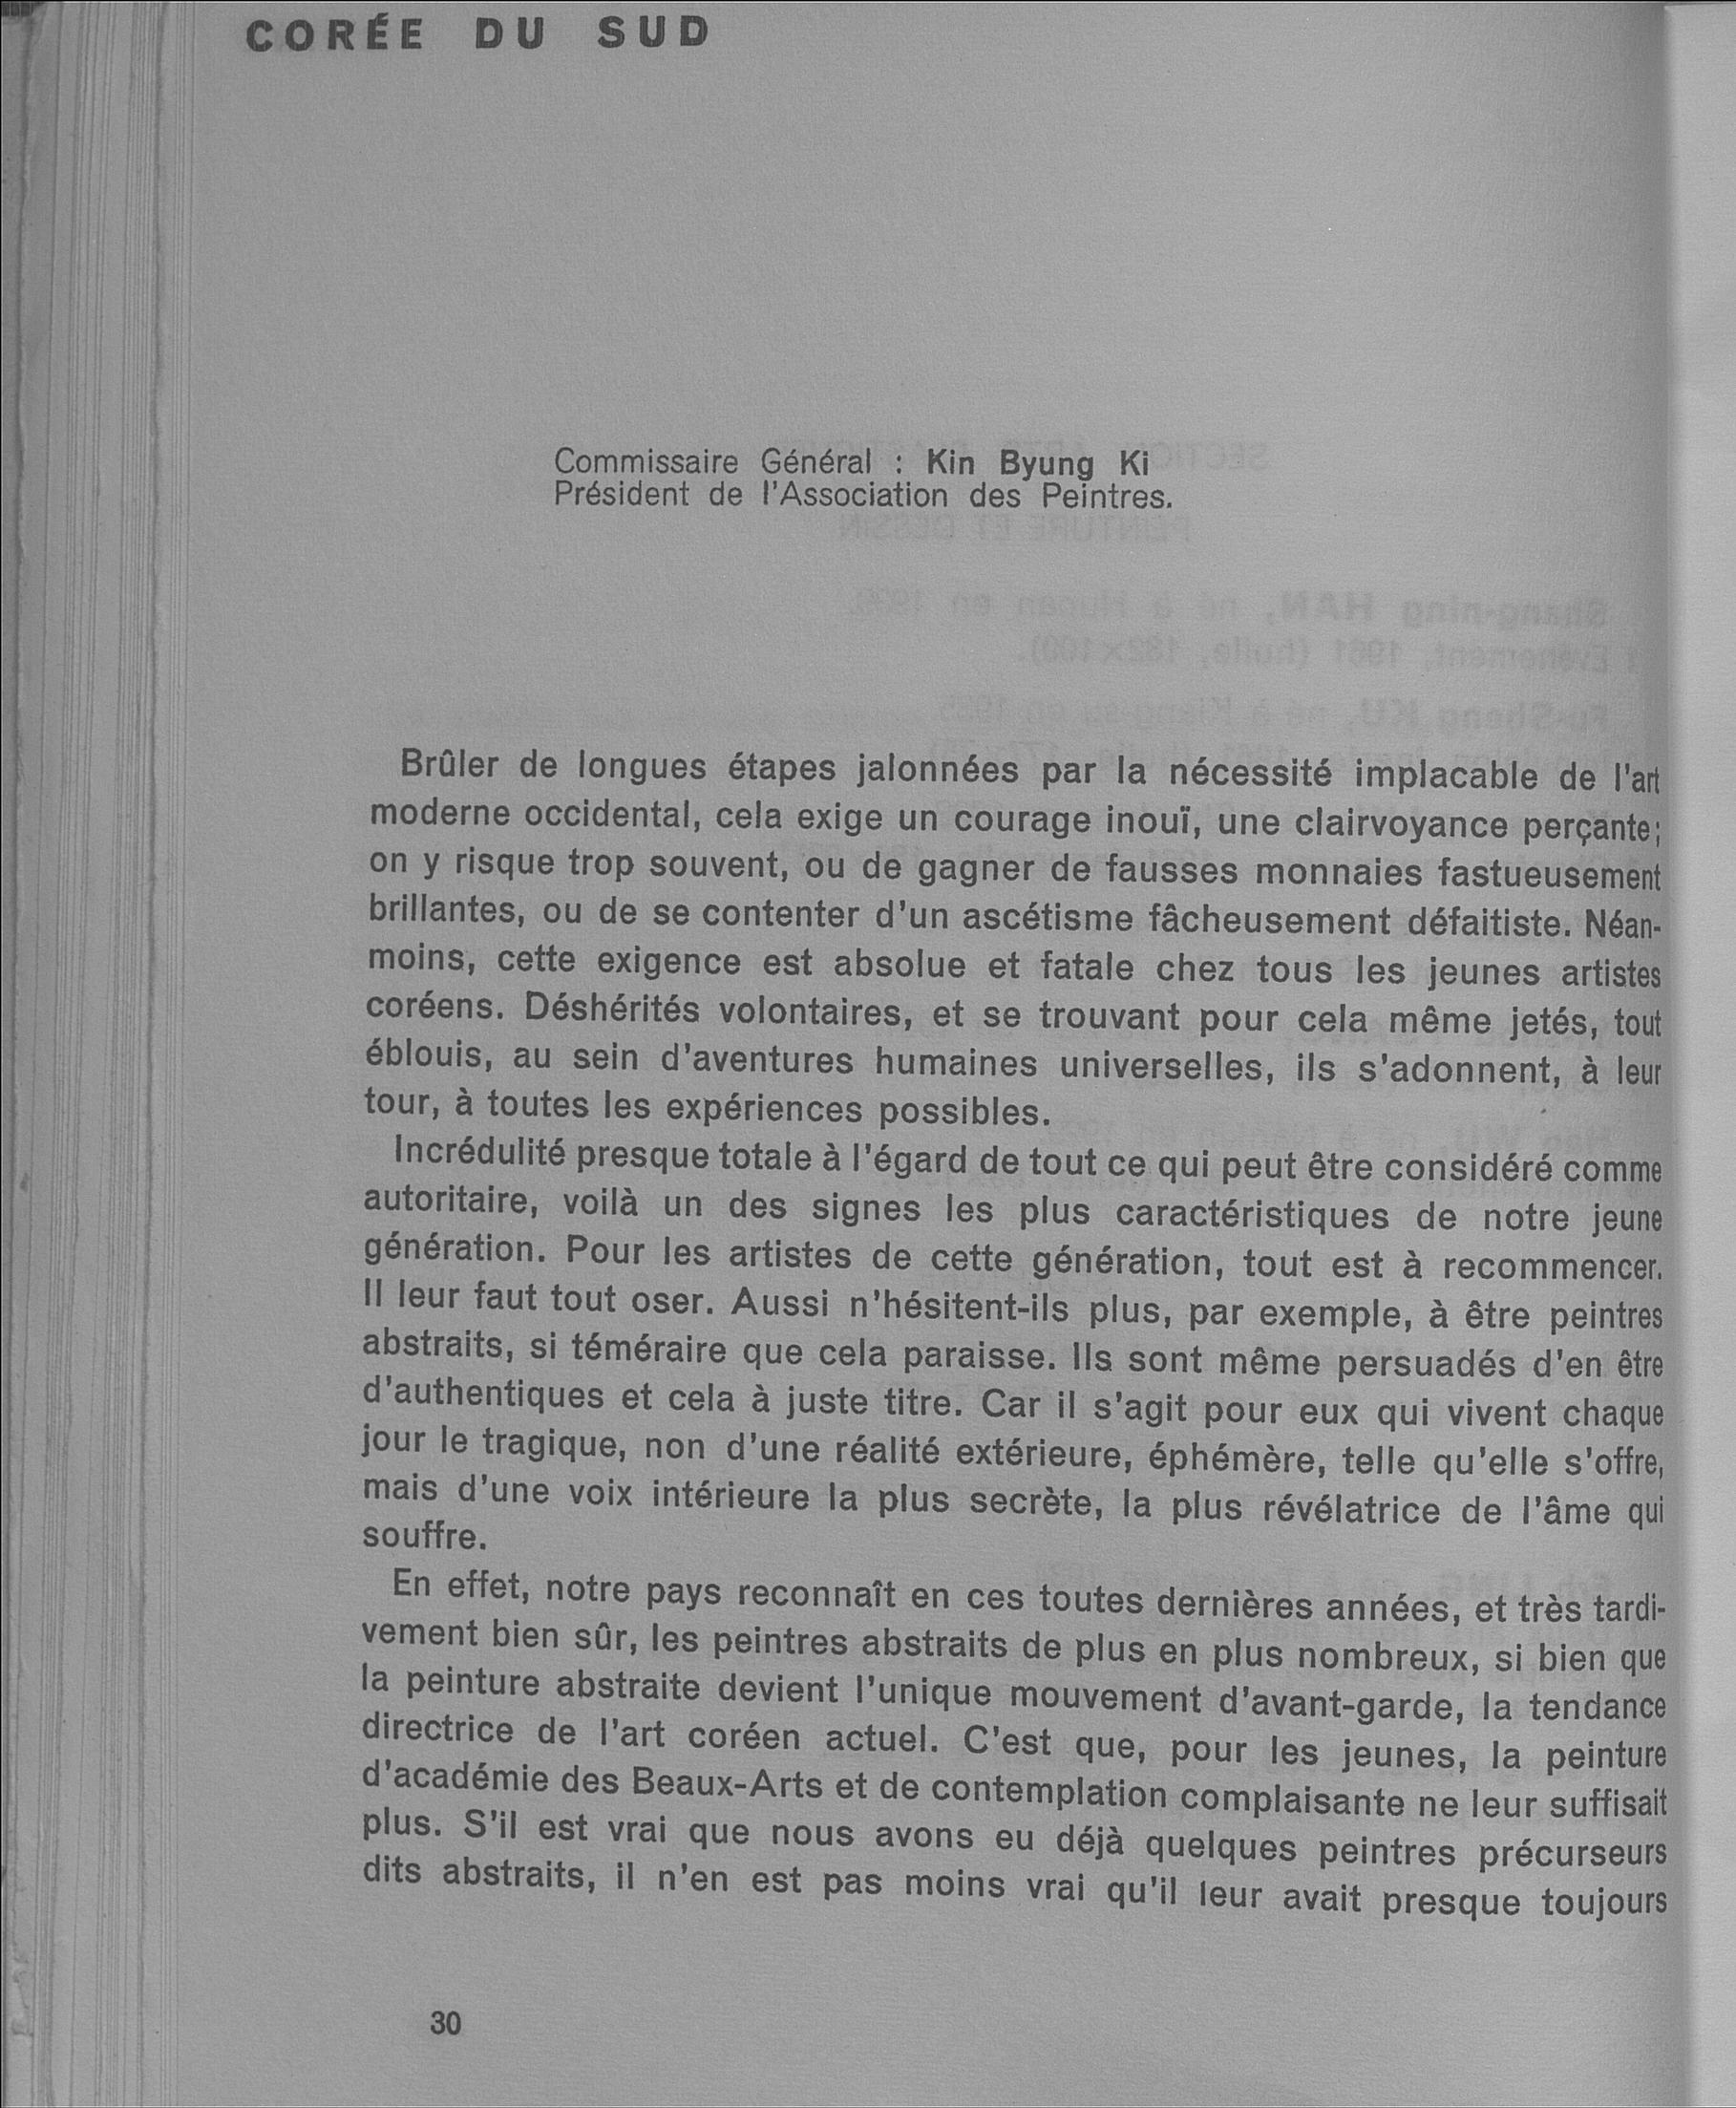 CORÉE DU SUD
Commissaire Général : Kin Byung Ki
Président de l'Association des Peintres.
Brûler de longues étapes jalonnées par la nécessité implacable de l'art
moderne occidental, cela exige un courage inouï, une clairvoyance perçante;
on y risque trop souvent, ou de gagner de fausses monnaies fastueusement
brillantes, ou de se contenter d'un ascétisme fâcheusement défaitiste. Néan-
moins, cette exigence est absolue et fatale chez tous les jeunes artistes
coréens. Déshérités volontaires, et se trouvant pour cela même jetés, tout
éblouis, au sein d'aventures humaines universelles, ils s'adonnent, à leur
tour, à toutes les expériences possibles.
Incrédulité presque totale à l'égard de tout ce qui peut être considéré comme
autoritaire, voilà un des signes les plus caractéristiques de notre jeune
génération. Pour les artistes de cette génération, tout est à recommencer.
Il leur faut tout oser. Aussi n'hésitent-ils plus, par exemple, à être peintres
abstraits, si téméraire que cela paraisse. Ils sont même persuadés d'en être
d'authentiques et cela à juste titre. Car il s'agit pour eux qui vivent chaque
jour le tragique, non d'une réalité extérieure, éphémère, telle qu'elle s'offre,
mais d'une voix intérieure la plus secrète, la plus révélatrice de l'âme qui
souffre.
En effet, notre pays reconnaît en ces toutes dernières années, et très tardi-
vement bien sûr, les peintres abstraits de plus en plus nombreux, si bien que
la peinture abstraite devient l'unique mouvement d'avant-garde, la tendance
directrice de l'art coréen actuel. C'est que, pour les jeunes, la peinture
d'académie des Beaux-Arts et de contemplation complaisante ne leur suffisait
plus. S'il est vrai que nous avons eu déjà quelques peintres précurseurs
dits abstraits, il n'en est pas moins vrai qu'il leur avait presque toujours
30